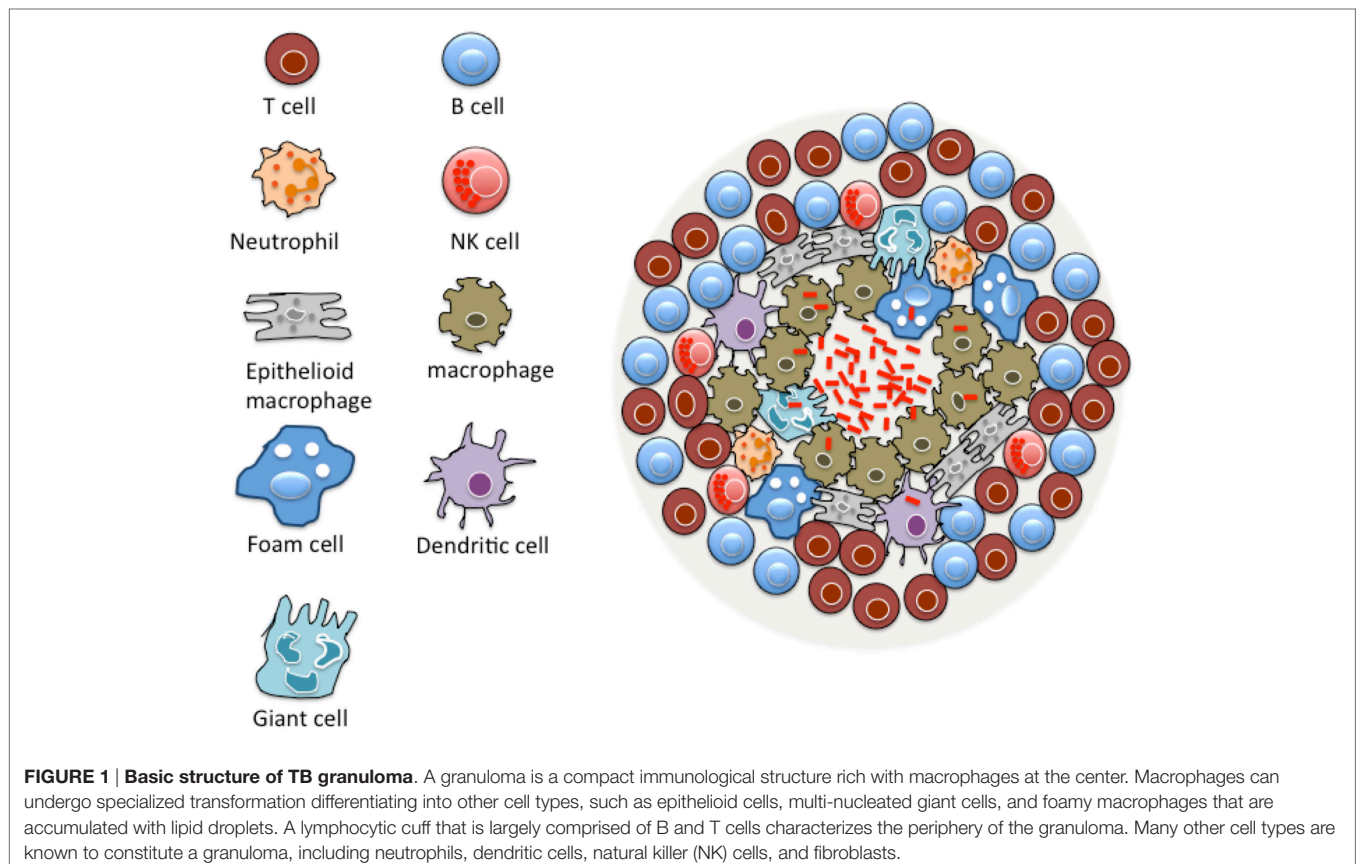 T cell
B cell
Neutrophil
NK cell
Epithelioid
macrophage
macrophage
Foam cell
Dendritic cell
Giant cell
FIGURE 1 | Basic structure of TB granuloma. A granuloma is a compact immunological structure rich with macrophages at the center. Macrophages can
undergo specialized transformation differentiating into other cell types, such as epithelioid cells, multi-nucleated giant cells, and foamy macrophages that are
accumulated with lipid droplets. A lymphocytic cuff that is largely comprised of B and T cells characterizes the periphery of the granuloma. Many other cell types are
known to constitute a granuloma, including neutrophils, dendritic cells, natural killer (NK) cells, and fibroblasts.